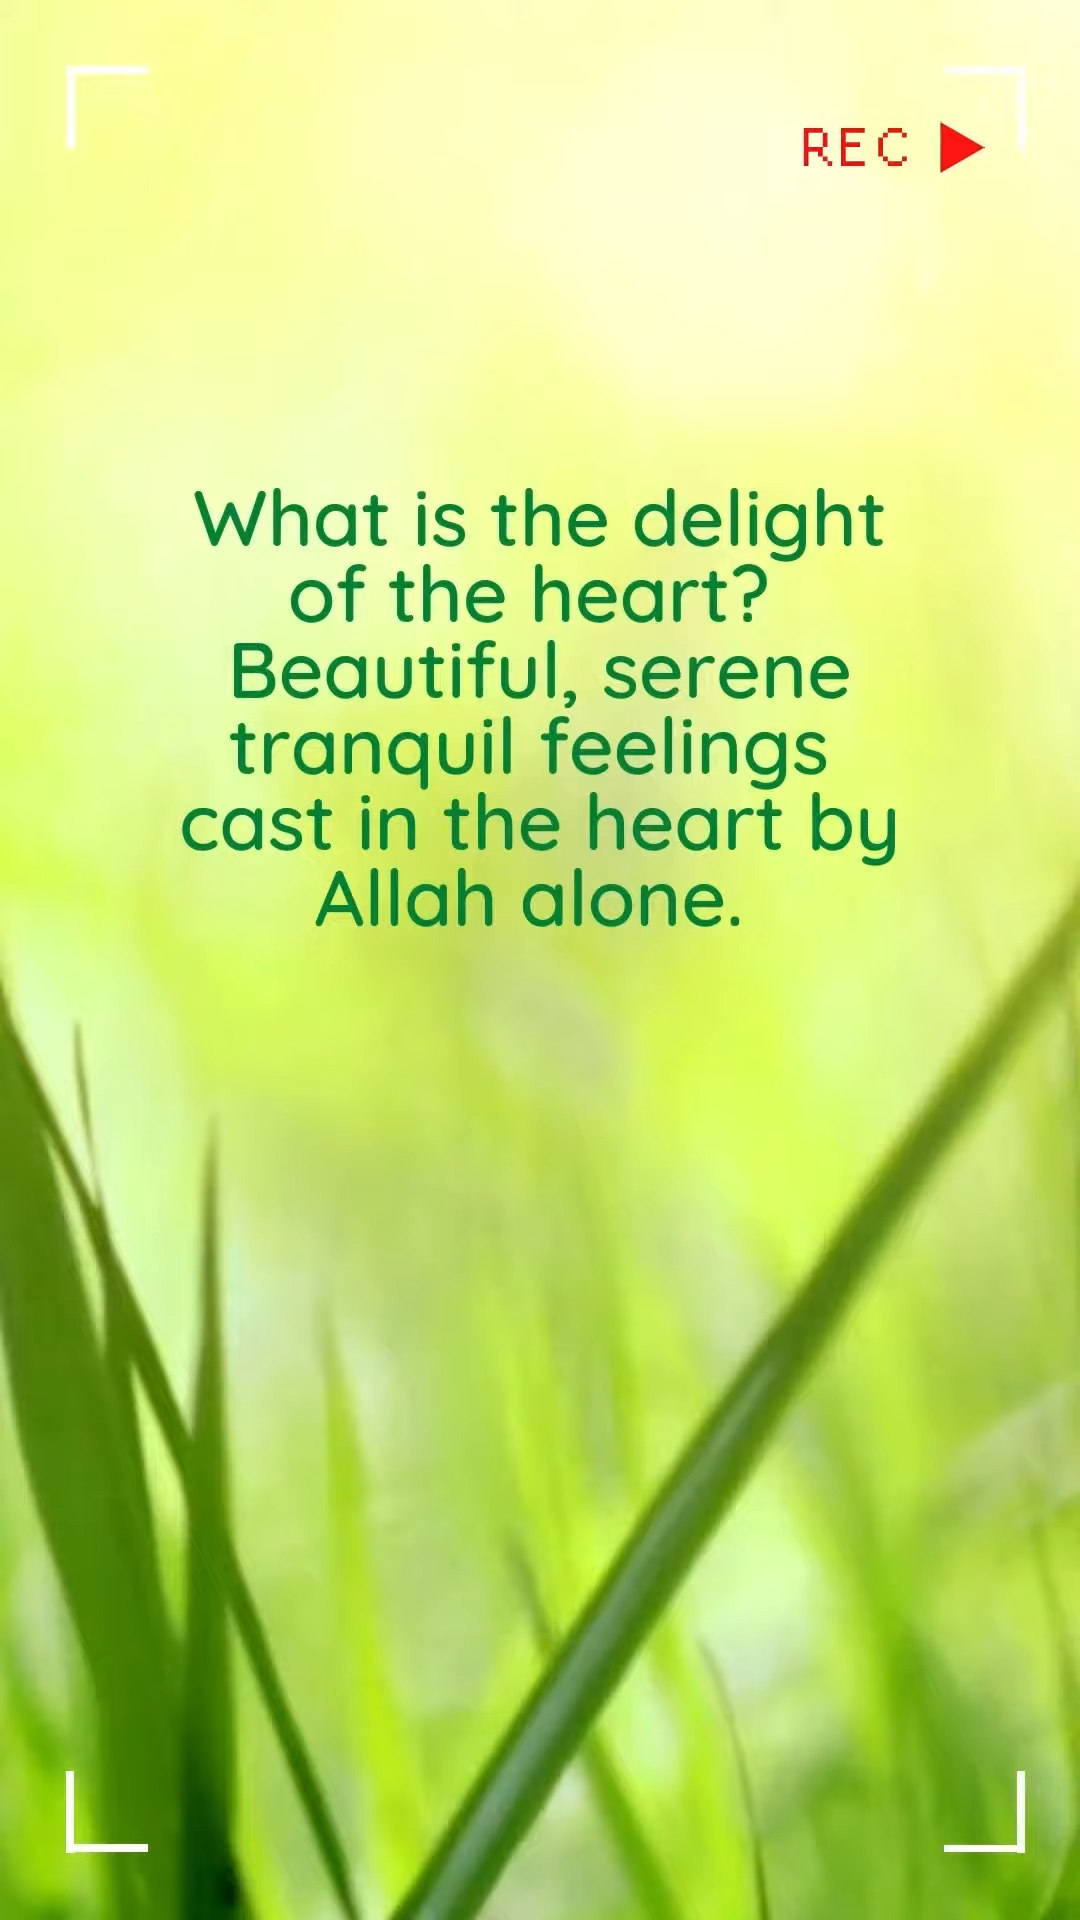 REC
What is the delight
of the heart?
Beautiful, serene
tranquil feelings
cast in the heart by
Allah alone.